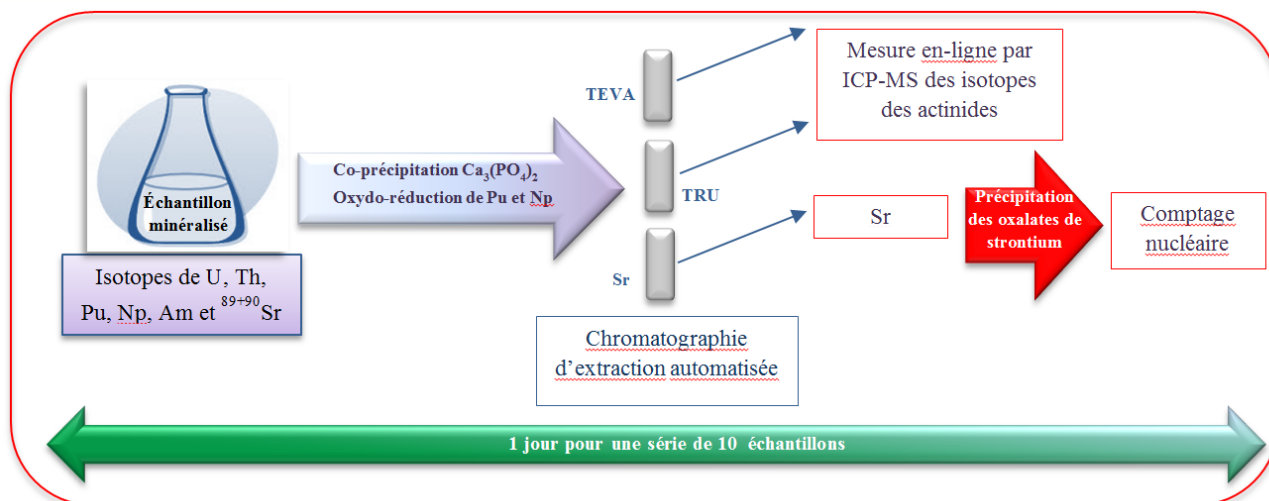 Échantillon
minéralisé
Isotopes de U, Th,
Pu, Np, Am et ⁸⁹⁺⁹⁰Sr
Co-précipitation Ca₃(PO₄)₂
Oxydo-réduction de Pu et Np
TEVA
TRU
Sr
Chromatographie
d’extraction automatisée
Mesure en-ligne par
ICP-MS des isotopes
des actinides
Sr
Précipitation
des oxalates de
strontium
Comptage
nucléaire
1 jour pour une série de 10 échantillons